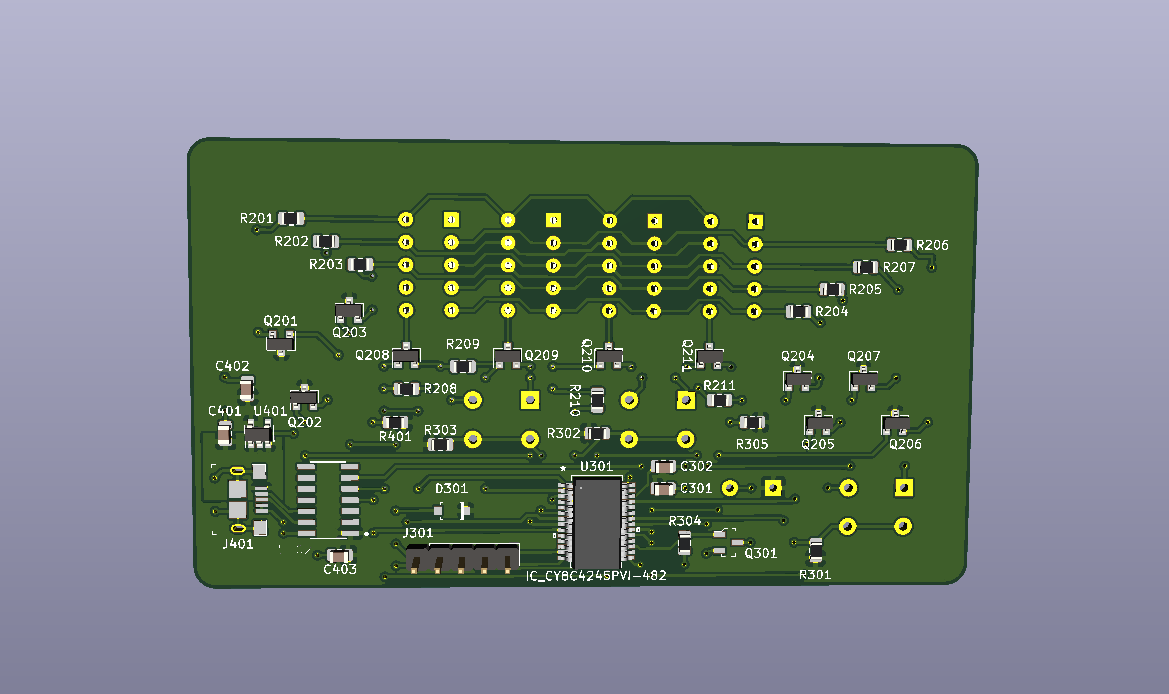 R201
R202
R203
R206
R207
R205
R204
Q203
Q201
Q208
R209
Q209
Q210
Q211
Q204
Q207
C402
R208
R210
R211
C401
U401
Q202
R401
R303
R302
R305
Q205
Q206
U301
*
C302
C301
D301
R304
J301
J401
Q301
C403
IC_CY8C4245PVI-482
R301